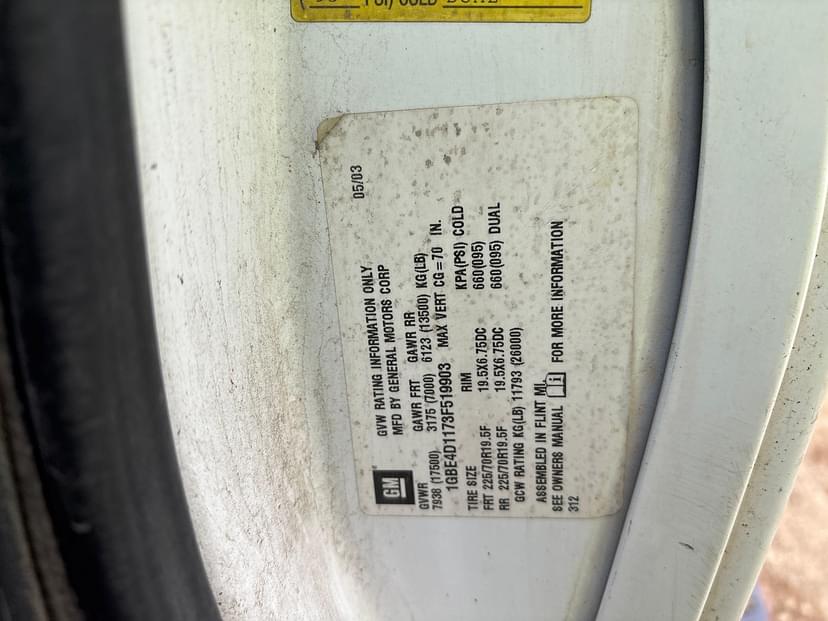 PSI) COLD
05/03
GVW RATING INFORMATION ONLY
GM MFD BY GENERAL MOTORS CORP
GVWR GAWR FRT GAWR RR
7938 (17500) 3175 (7000) 6123 (13500) KG(LB)
1GBE4D1173F519903 MAX VERT CG=70 IN.
TIRE SIZE RIM KPA(PSI) COLD
FRT 225/70R19.5F 19.5X6.75DC 660(095)
RR 225/70R19.5F 19.5X6.75DC 660(095) DUAL
GCW RATING KG(LB) 11793 (26000)
ASSEMBLED IN FLINT MI.
SEE OWNERS MANUAL i FOR MORE INFORMATION
312